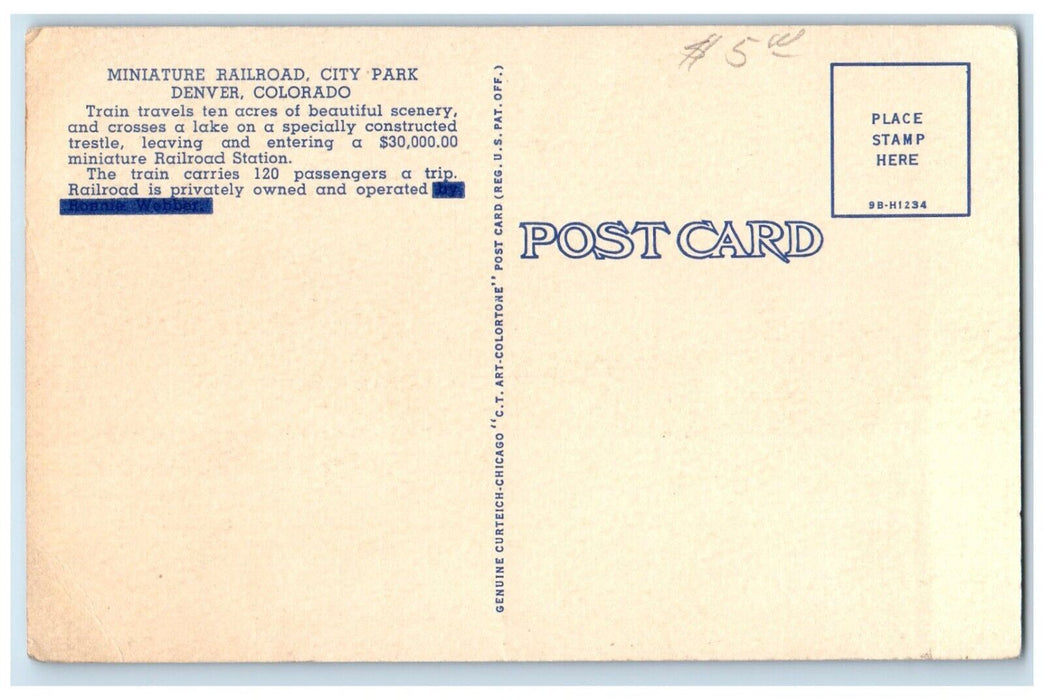 MINIATURE RAILROAD, CITY PARK
DENVER, COLORADO
Train travels ten acres of beautiful scenery,
and crosses a lake on a specially constructed
trestle, leaving and entering a $30,000.00
miniature Railroad Station.
The train carries 120 passengers a trip.
Railroad is privately owned and operated by
Ronnie Webber.
GENUINE CURTEICH-CHICAGO "C.T. ART-COLORTONE" POST CARD (REG. U.S. PAT. OFF.)
$5.00
POST CARD
PLACE
STAMP
HERE
9B-H1234